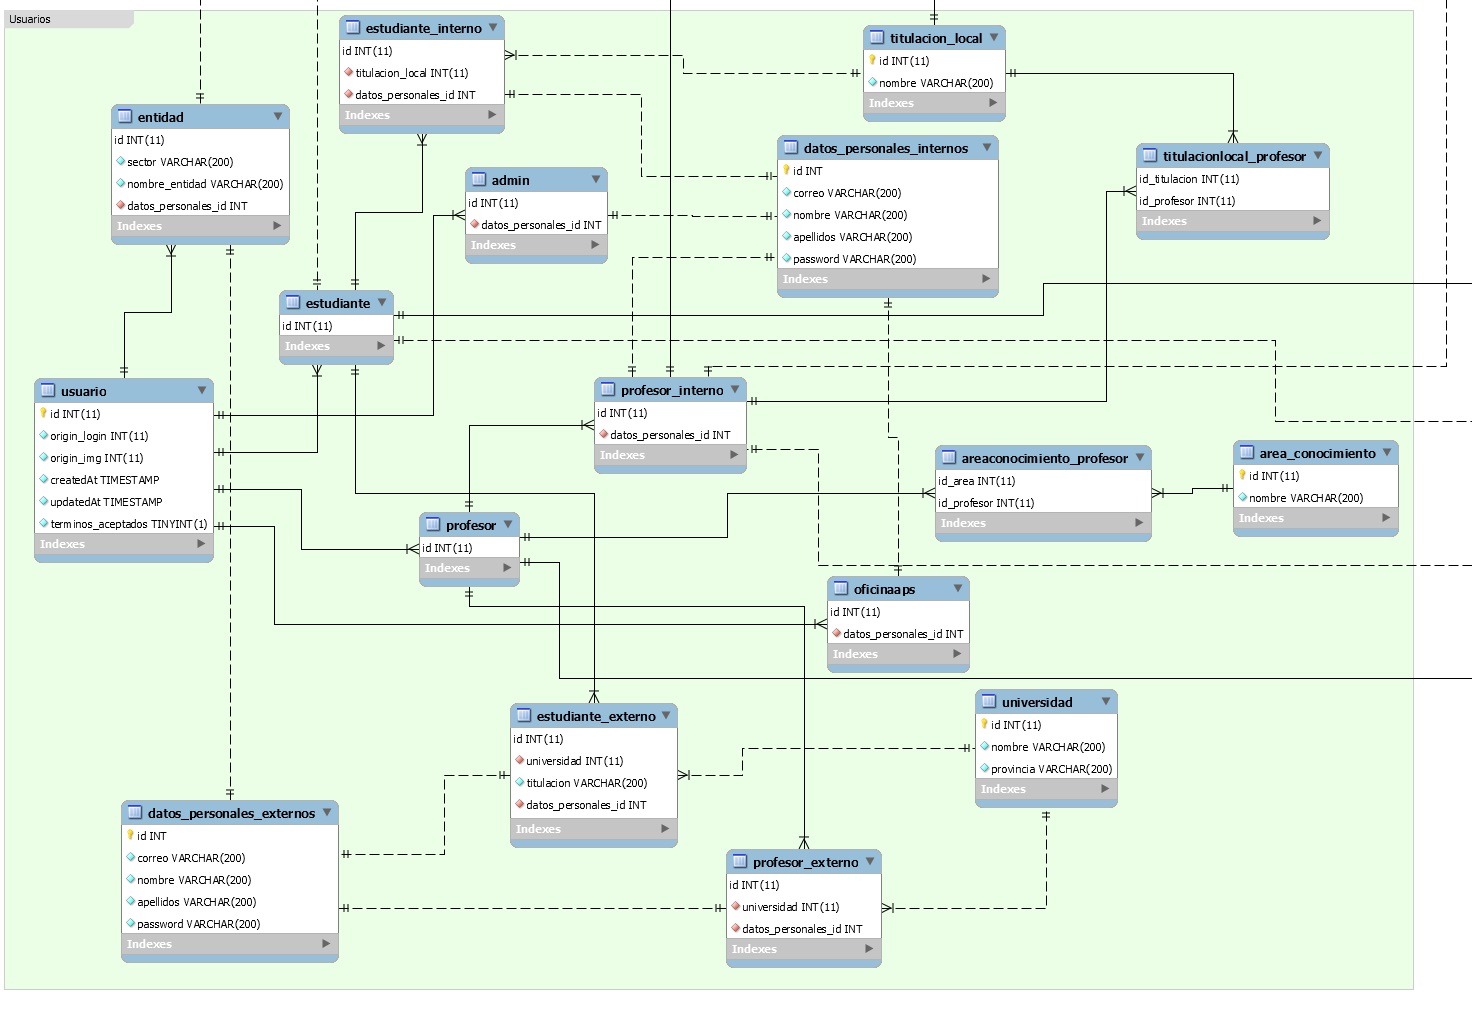 Usuarios
estudiante_interno
id INT(11)
titulacion_local INT(11)
datos_personales_id INT
Indexes
titulacion_local
id INT(11)
nombre VARCHAR(200)
Indexes
entidad
id INT(11)
sector VARCHAR(200)
nombre_entidad VARCHAR(200)
datos_personales_id INT
Indexes
admin
id INT(11)
datos_personales_id INT
Indexes
datos_personales_internos
id INT
correo VARCHAR(200)
nombre VARCHAR(200)
apellidos VARCHAR(200)
password VARCHAR(200)
Indexes
titulacionlocal_profesor
id_titulacion INT(11)
id_profesor INT(11)
Indexes
estudiante
id INT(11)
Indexes
usuario
id INT(11)
origin_login INT(11)
origin_img INT(11)
createdAt TIMESTAMP
updatedAt TIMESTAMP
terminos_aceptados TINYINT(1)
Indexes
profesor_interno
id INT(11)
datos_personales_id INT
Indexes
areaconocimiento_profesor
id_area INT(11)
id_profesor INT(11)
Indexes
area_conocimiento
id INT(11)
nombre VARCHAR(200)
Indexes
profesor
id INT(11)
Indexes
oficinaaps
id INT(11)
datos_personales_id INT
Indexes
estudiante_externo
id INT(11)
universidad INT(11)
titulacion VARCHAR(200)
datos_personales_id INT
Indexes
universidad
id INT(11)
nombre VARCHAR(200)
provincia VARCHAR(200)
Indexes
datos_personales_externos
id INT
correo VARCHAR(200)
nombre VARCHAR(200)
apellidos VARCHAR(200)
password VARCHAR(200)
Indexes
profesor_externo
id INT(11)
universidad INT(11)
datos_personales_id INT
Indexes